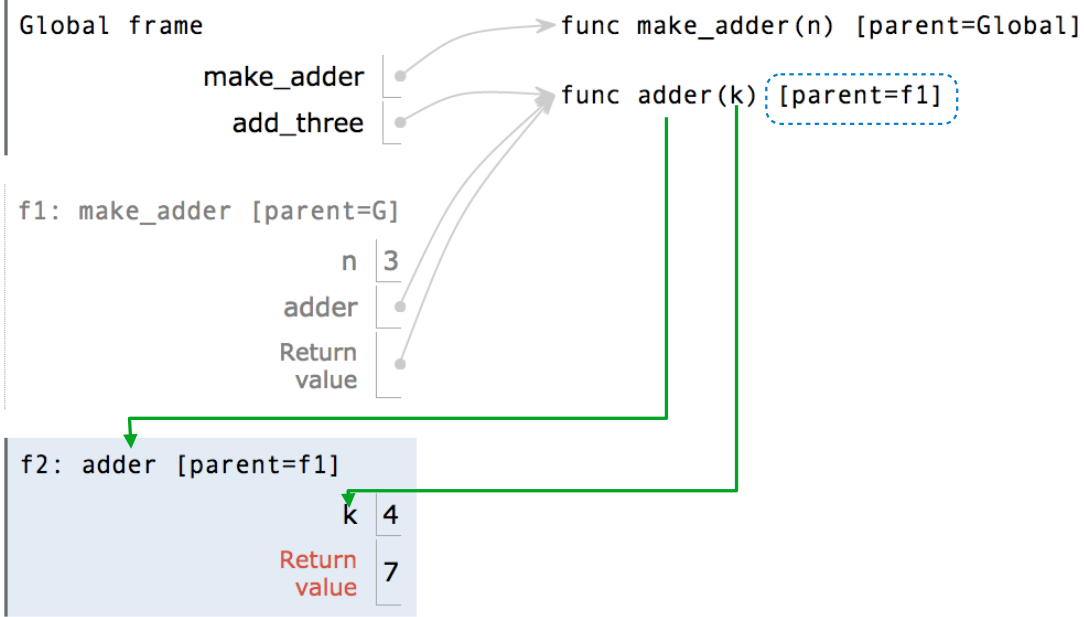 Global frame
make_adder
add_three
func make_adder(n) [parent=Global]
func adder(k) [parent=f1]
f1: make_adder [parent=G]
n 3
adder
Return
value
f2: adder [parent=f1]
k 4
Return
value 7